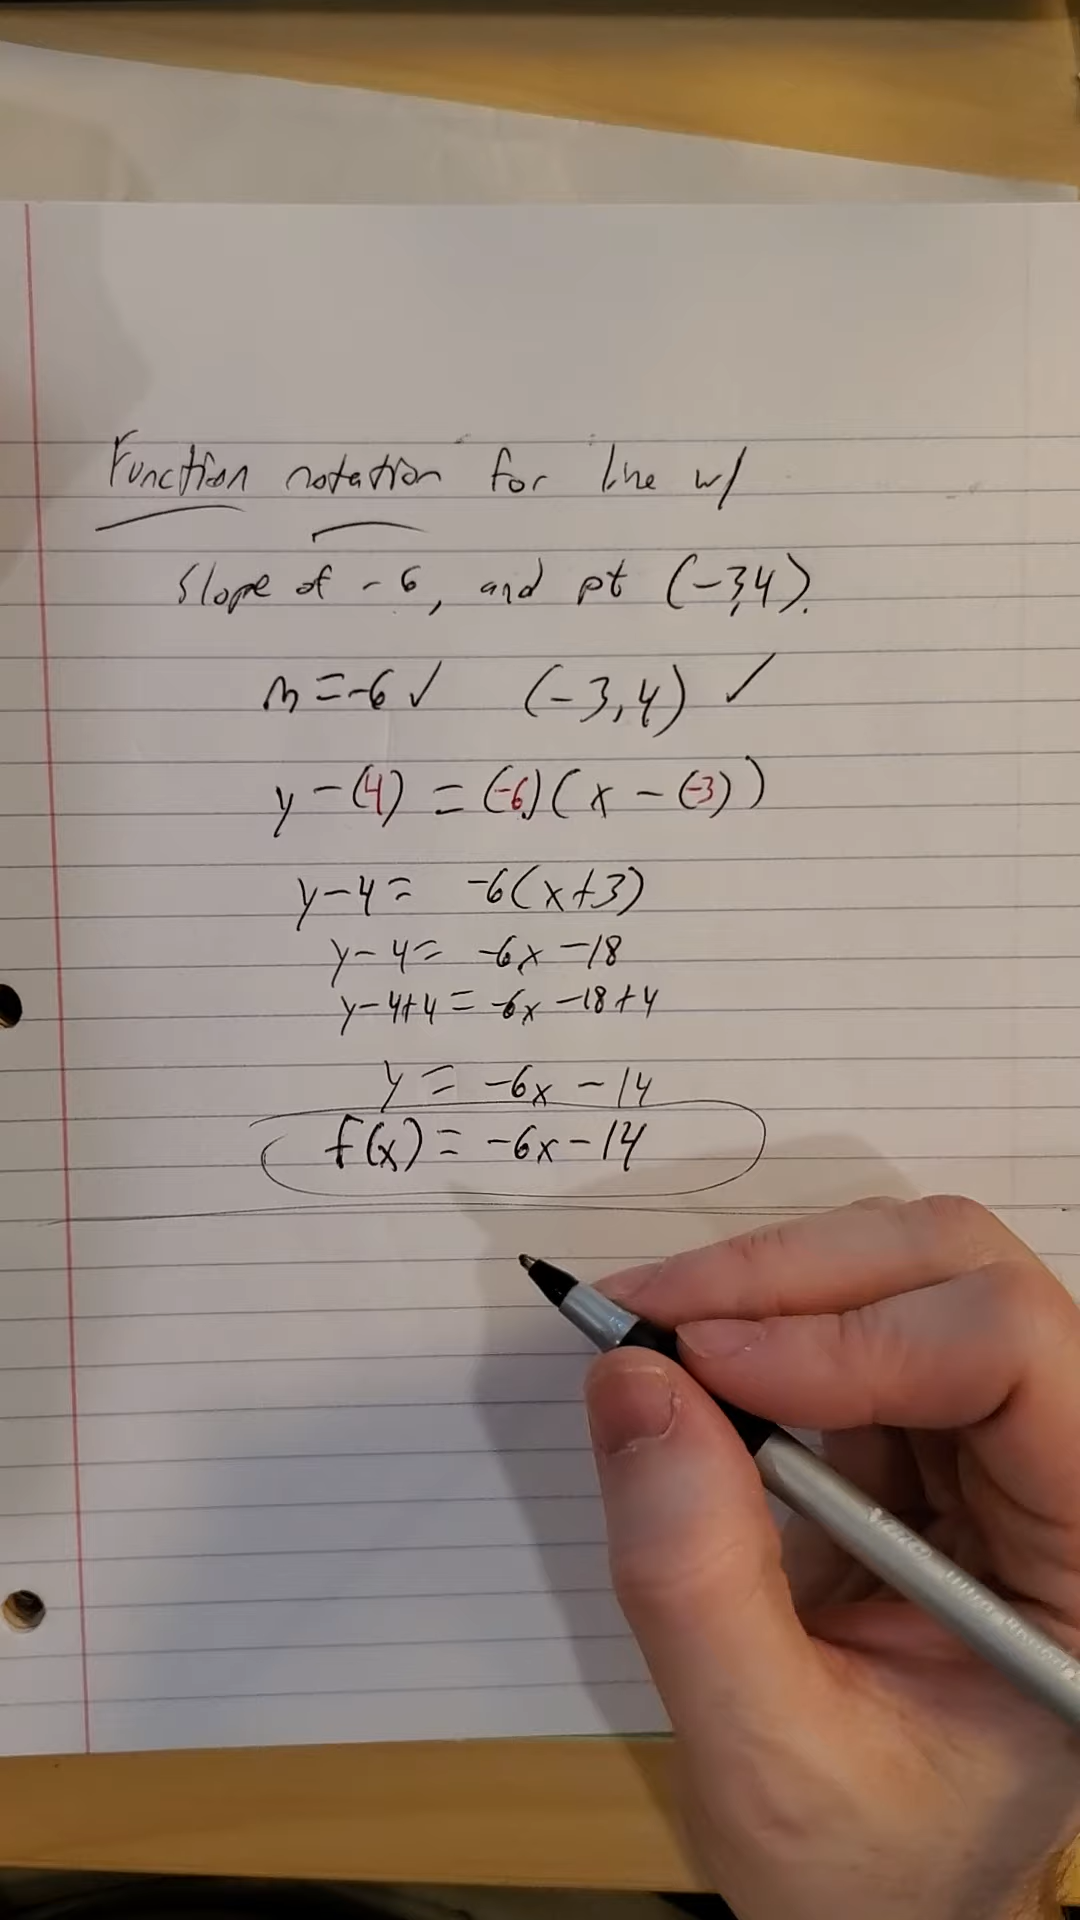 Function notation for line w/
slope of -6, and pt (-3,4).
m=-6 ✓ (-3,4) ✓
y-(4) = (-6)(x-(-3))
y-4= -6(x+3)
y-4= -6x-18
y-4+4=-6x-18+4
y = -6x-14
f(x) = -6x-14